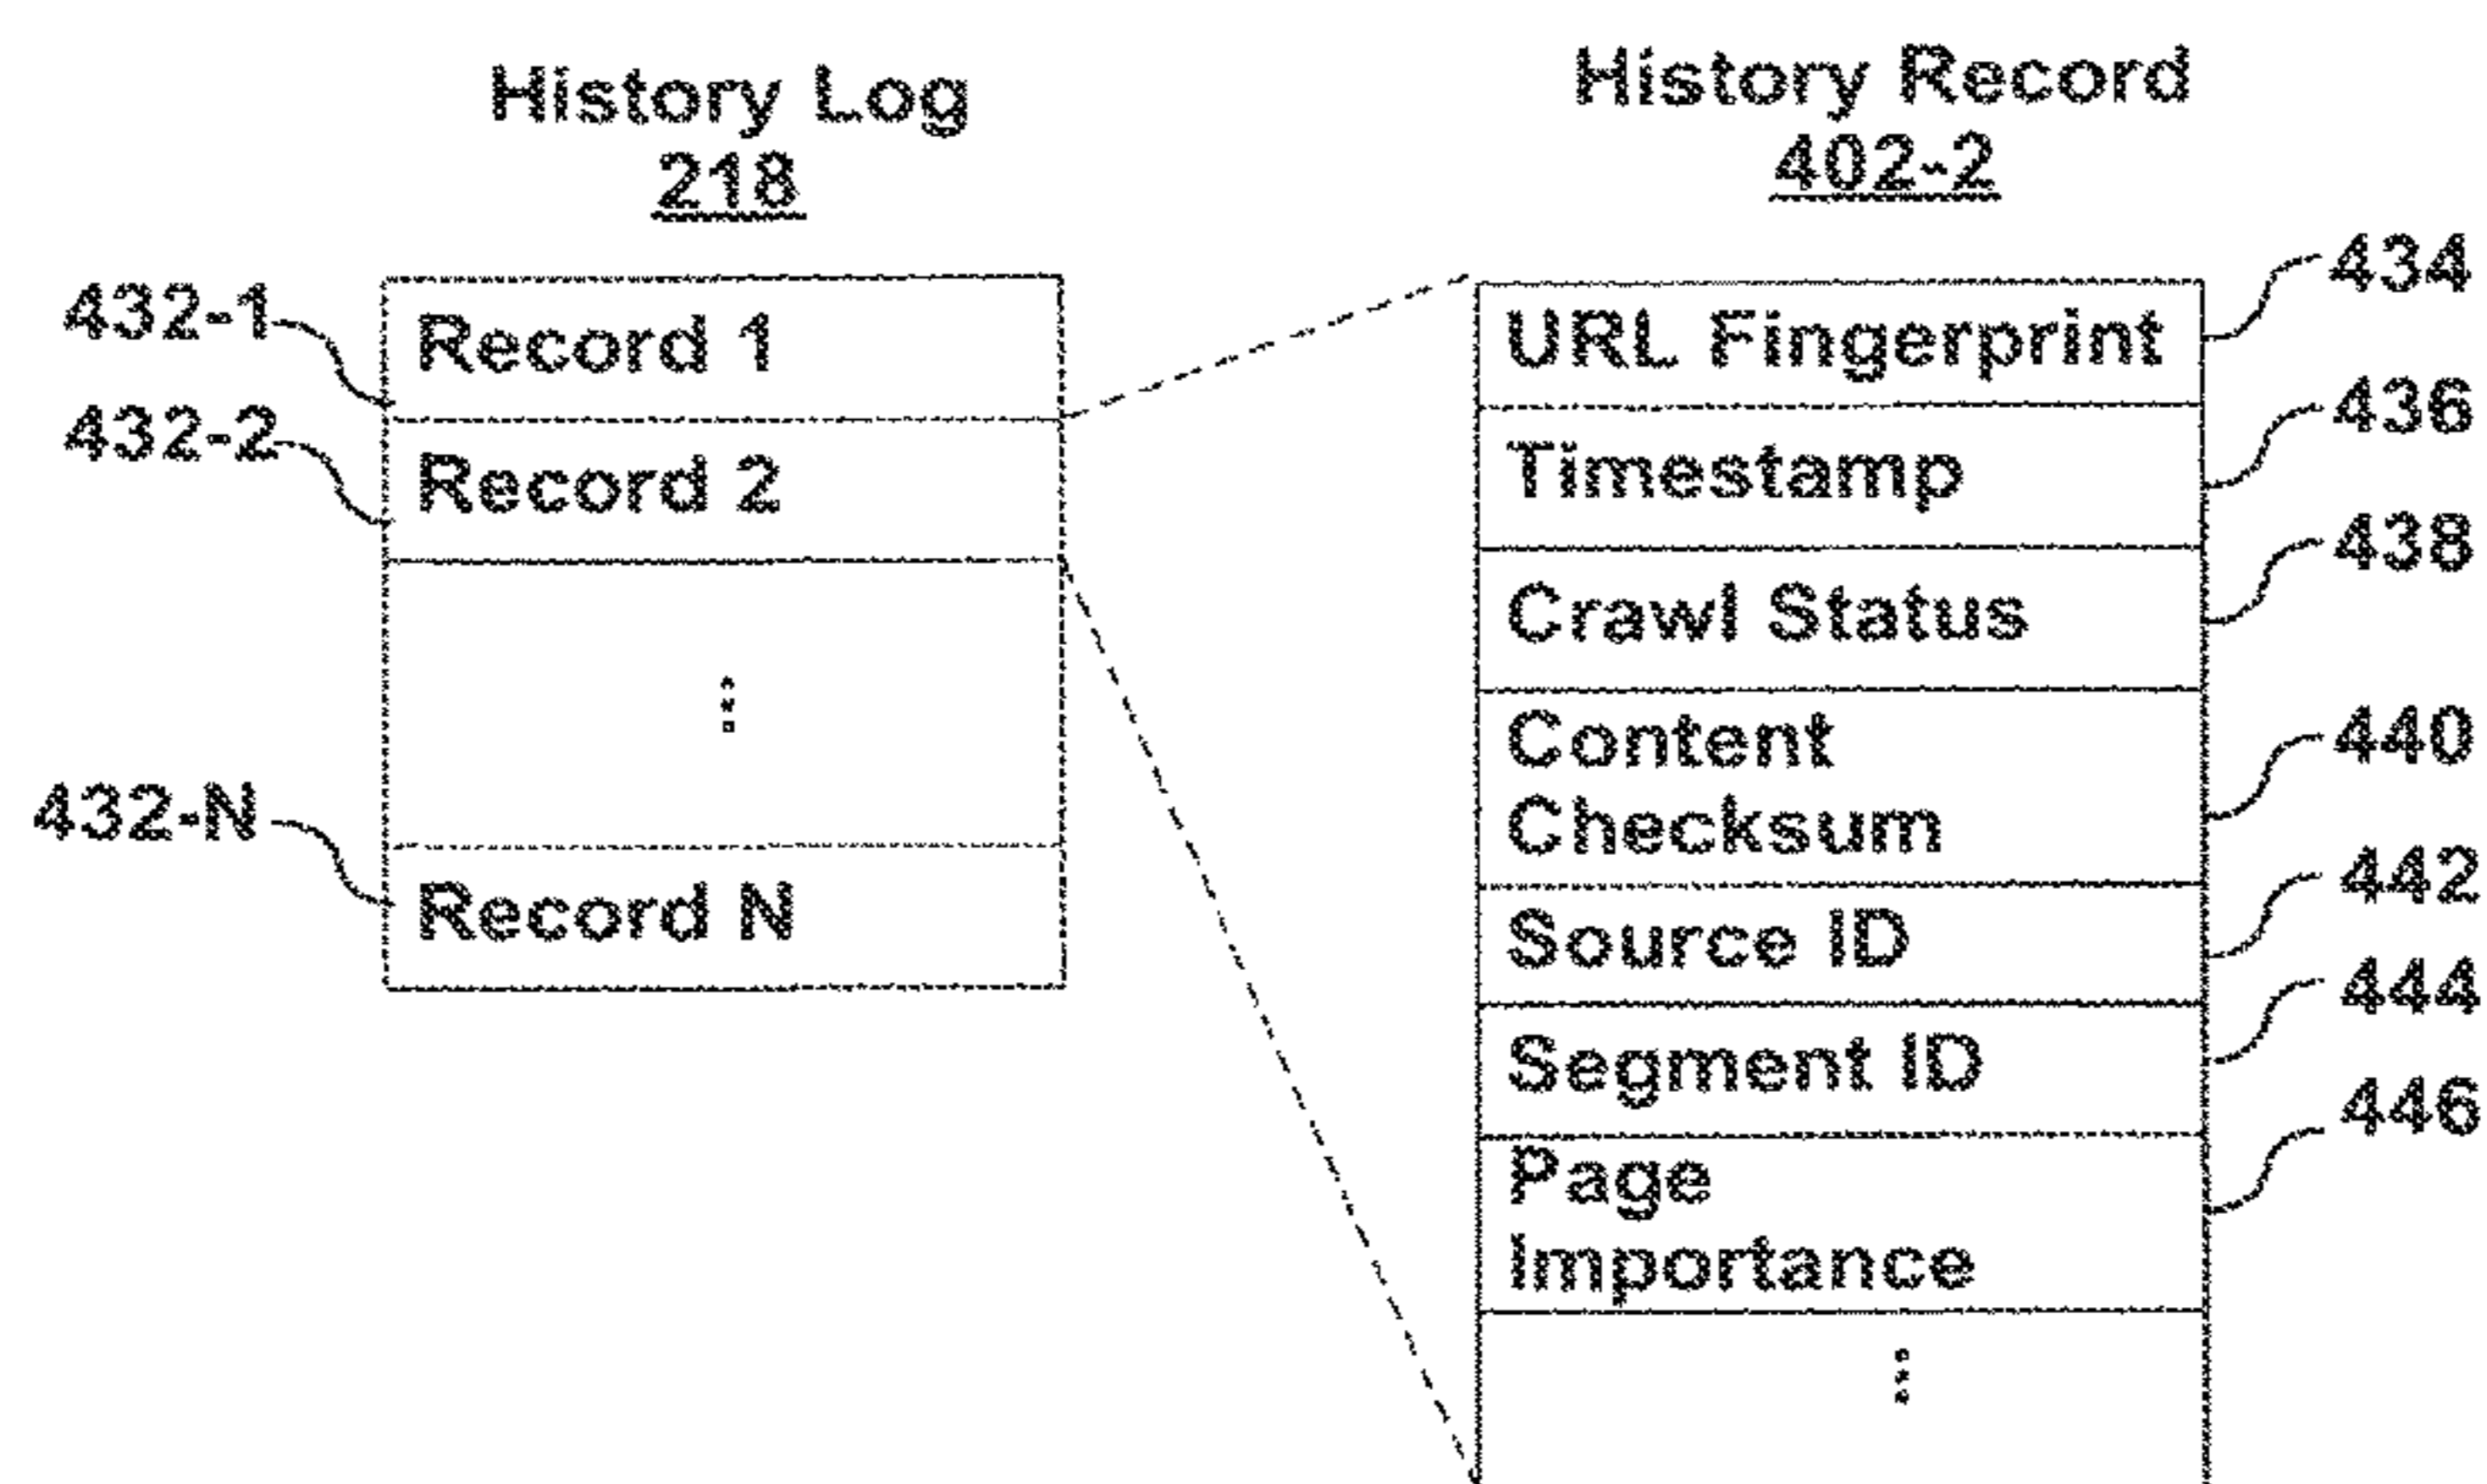 History Log
218
432-1
Record 1
432-2
Record 2
432-N
Record N
History Record
402-2
URL Fingerprint
434
Timestamp
436
Crawl Status
438
Content
Checksum
440
Source ID
442
Segment ID
444
Page
Importance
446